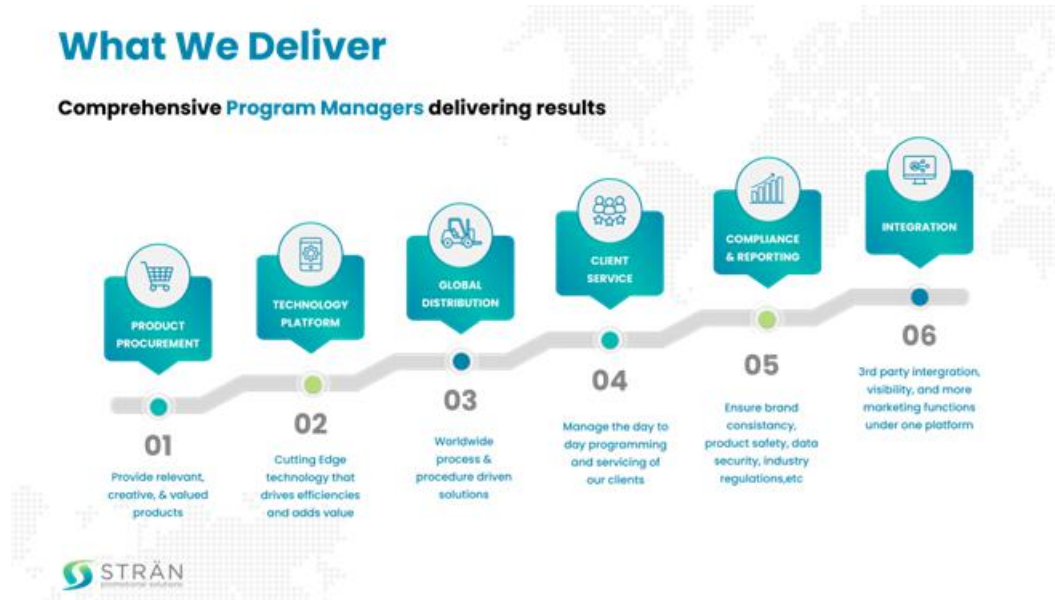 What We Deliver
Comprehensive Program Managers delivering results
PRODUCT
PROCUREMENT
01
Provide relevant,
creative, & valued
products
TECHNOLOGY
PLATFORM
02
Cutting Edge
technology that
drives efficiencies
and adds value
GLOBAL
DISTRIBUTION
03
Worldwide
process &
procedure driven
solutions
CLIENT
SERVICE
04
Manage the day to
day programming
and servicing of
our clients
COMPLIANCE
& REPORTING
05
Ensure brand
consistancy,
product safety, data
security, industry
regulations,etc
INTEGRATION
06
3rd party intergration,
visibility, and more
marketing functions
under one platform
STRÄN
promotional solutions